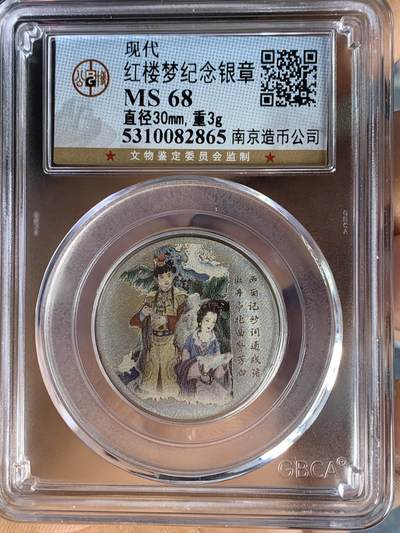 现代
红楼梦纪念银章
MS 68
直径30mm,重3g
5310082865 南京造币公司
★ 文物鉴定委员会监制 ★
公博
西厢记妙词通戏语
牡丹亭艳曲警芳心
GBCA®